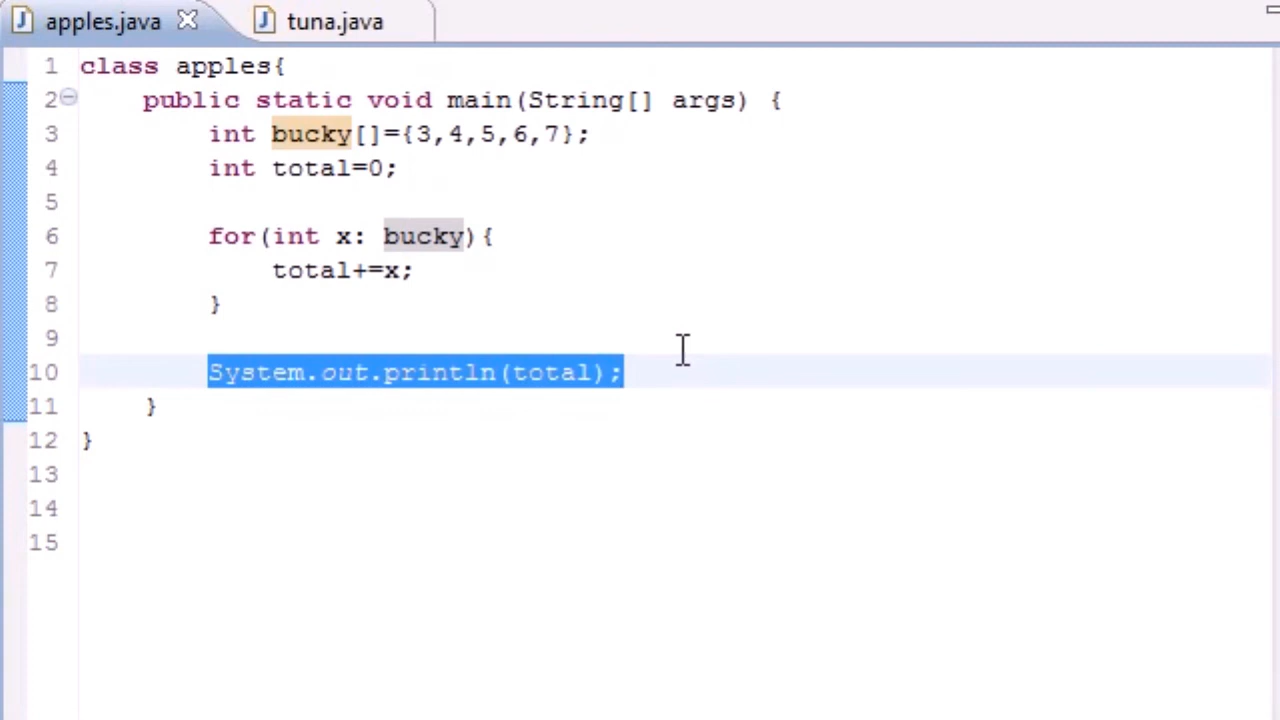 apples.java tuna.java
1 class apples{
2 public static void main(String[] args) {
3 int bucky[]={3,4,5,6,7};
4 int total=0;
5
6 for(int x: bucky){
7 total+=x;
8 }
9
10 System.out.println(total);
11 }
12 }
13
14
15